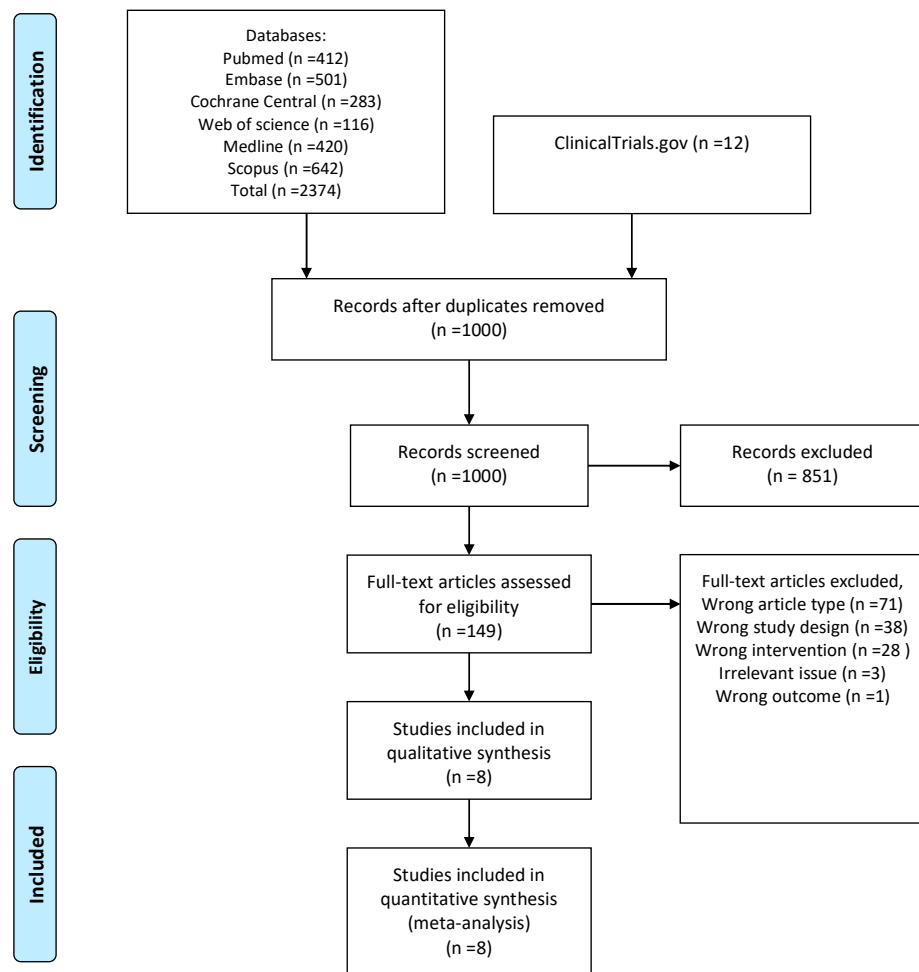 Identification
Databases:
Pubmed (n =412)
Embase (n =501)
Cochrane Central (n =283)
Web of science (n =116)
Medline (n =420)
Scopus (n =642)
Total (n =2374)
ClinicalTrials.gov (n =12)
Records after duplicates removed
(n =1000)
Screening
Records screened
(n =1000)
Records excluded
(n = 851)
Eligibility
Full-text articles assessed
for eligibility
(n =149)
Full-text articles excluded,
Wrong article type (n =71)
Wrong study design (n =38)
Wrong intervention (n =28 )
Irrelevant issue (n =3)
Wrong outcome (n =1)
Studies included in
qualitative synthesis
(n =8)
Included
Studies included in
quantitative synthesis
(meta-analysis)
(n =8)